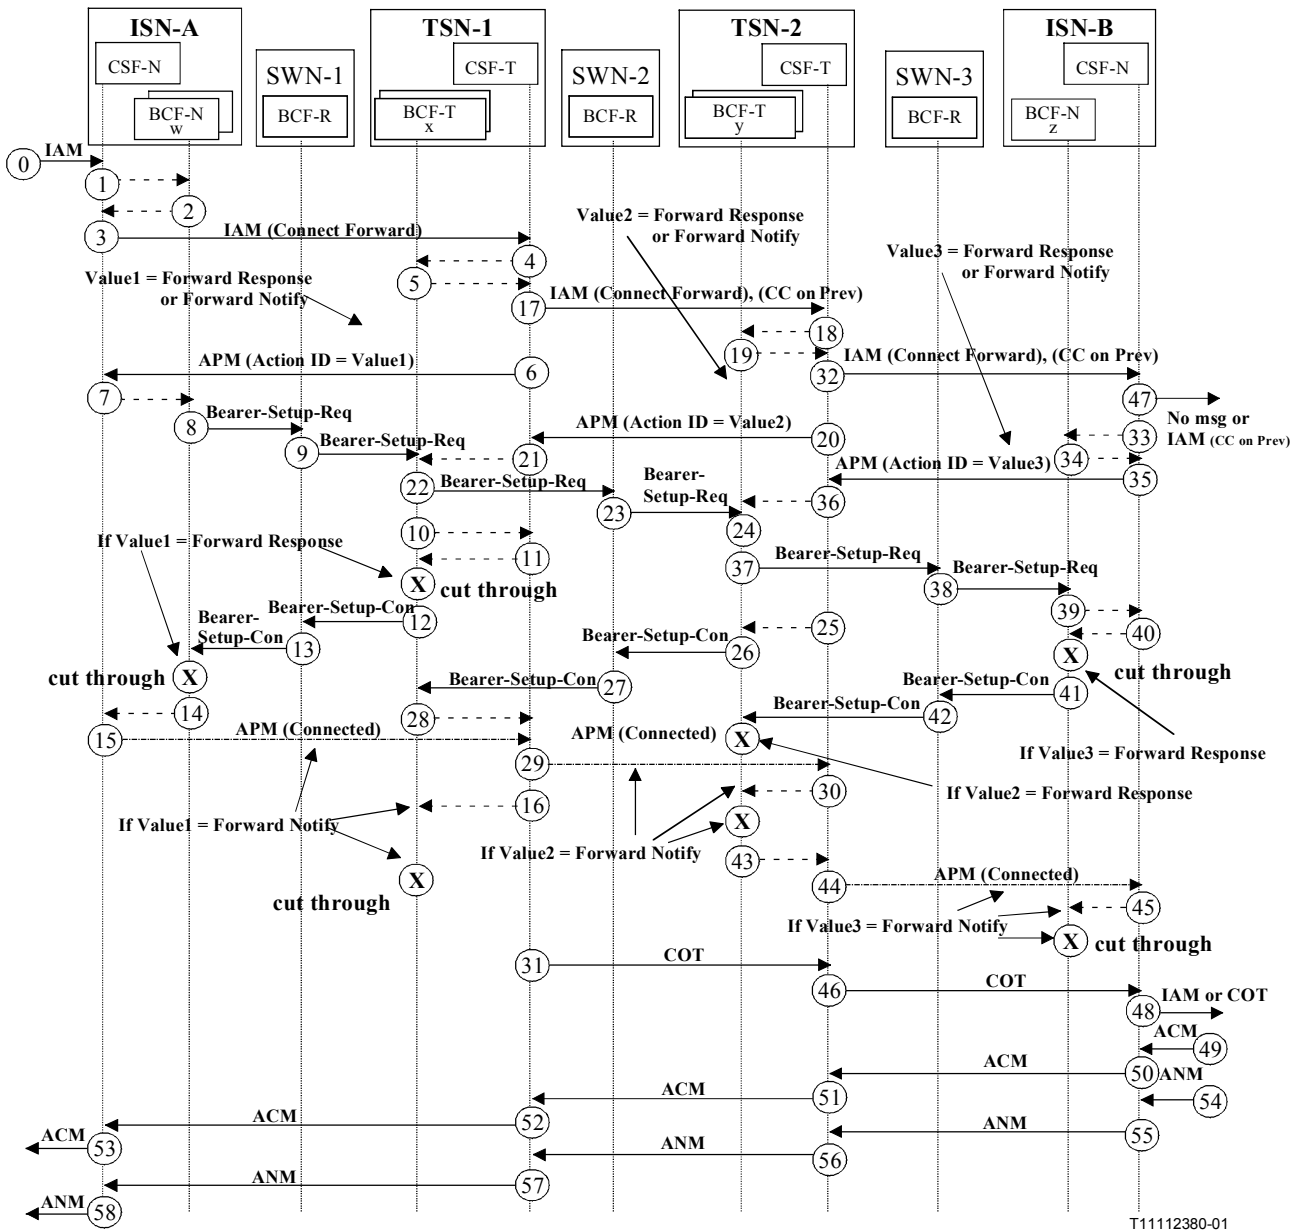 ISN-A
TSN-1
TSN-2
ISN-B
CSF-N
SWN-1
CSF-T
SWN-2
CSF-T
SWN-3
CSF-N
BCF-N
w
BCF-R
BCF-T
x
BCF-R
BCF-T
y
BCF-R
BCF-N
z
0
IAM
1
2
3
IAM (Connect Forward)
Value2 = Forward Response
or Forward Notify
Value3 = Forward Response
or Forward Notify
4
5
Value1 = Forward Response
or Forward Notify
17
IAM (Connect Forward), (CC on Prev)
18
19
32
IAM (Connect Forward), (CC on Prev)
APM (Action ID = Value1)
6
7
47
No msg or
IAM (CC on Prev)
8
Bearer-Setup-Req
9
Bearer-Setup-Req
APM (Action ID = Value2)
20
21
33
34
APM (Action ID = Value3)
35
22
Bearer-Setup-Req
23
Bearer-
Setup-Req
24
36
If Value1 = Forward Response
10
11
X
cut through
37
Bearer-Setup-Req
38
Bearer-Setup-Req
39
40
X
cut through
12
Bearer-Setup-Con
13
Bearer-
Setup-Con
cut through
X
25
26
Bearer-Setup-Con
27
Bearer-Setup-Con
41
Bearer-Setup-Con
42
Bearer-Setup-Con
14
28
15
APM (Connected)
APM (Connected)
X
If Value3 = Forward Response
29
30
If Value2 = Forward Response
16
If Value1 = Forward Notify
X
If Value2 = Forward Notify
43
X
cut through
44
APM (Connected)
45
If Value3 = Forward Notify
X
cut through
31
COT
46
COT
48
IAM or COT
ACM
49
50
ACM
51
ACM
52
ACM
53
ACM
ANM
54
55
ANM
56
ANM
57
ANM
58
ANM
T11112380-01